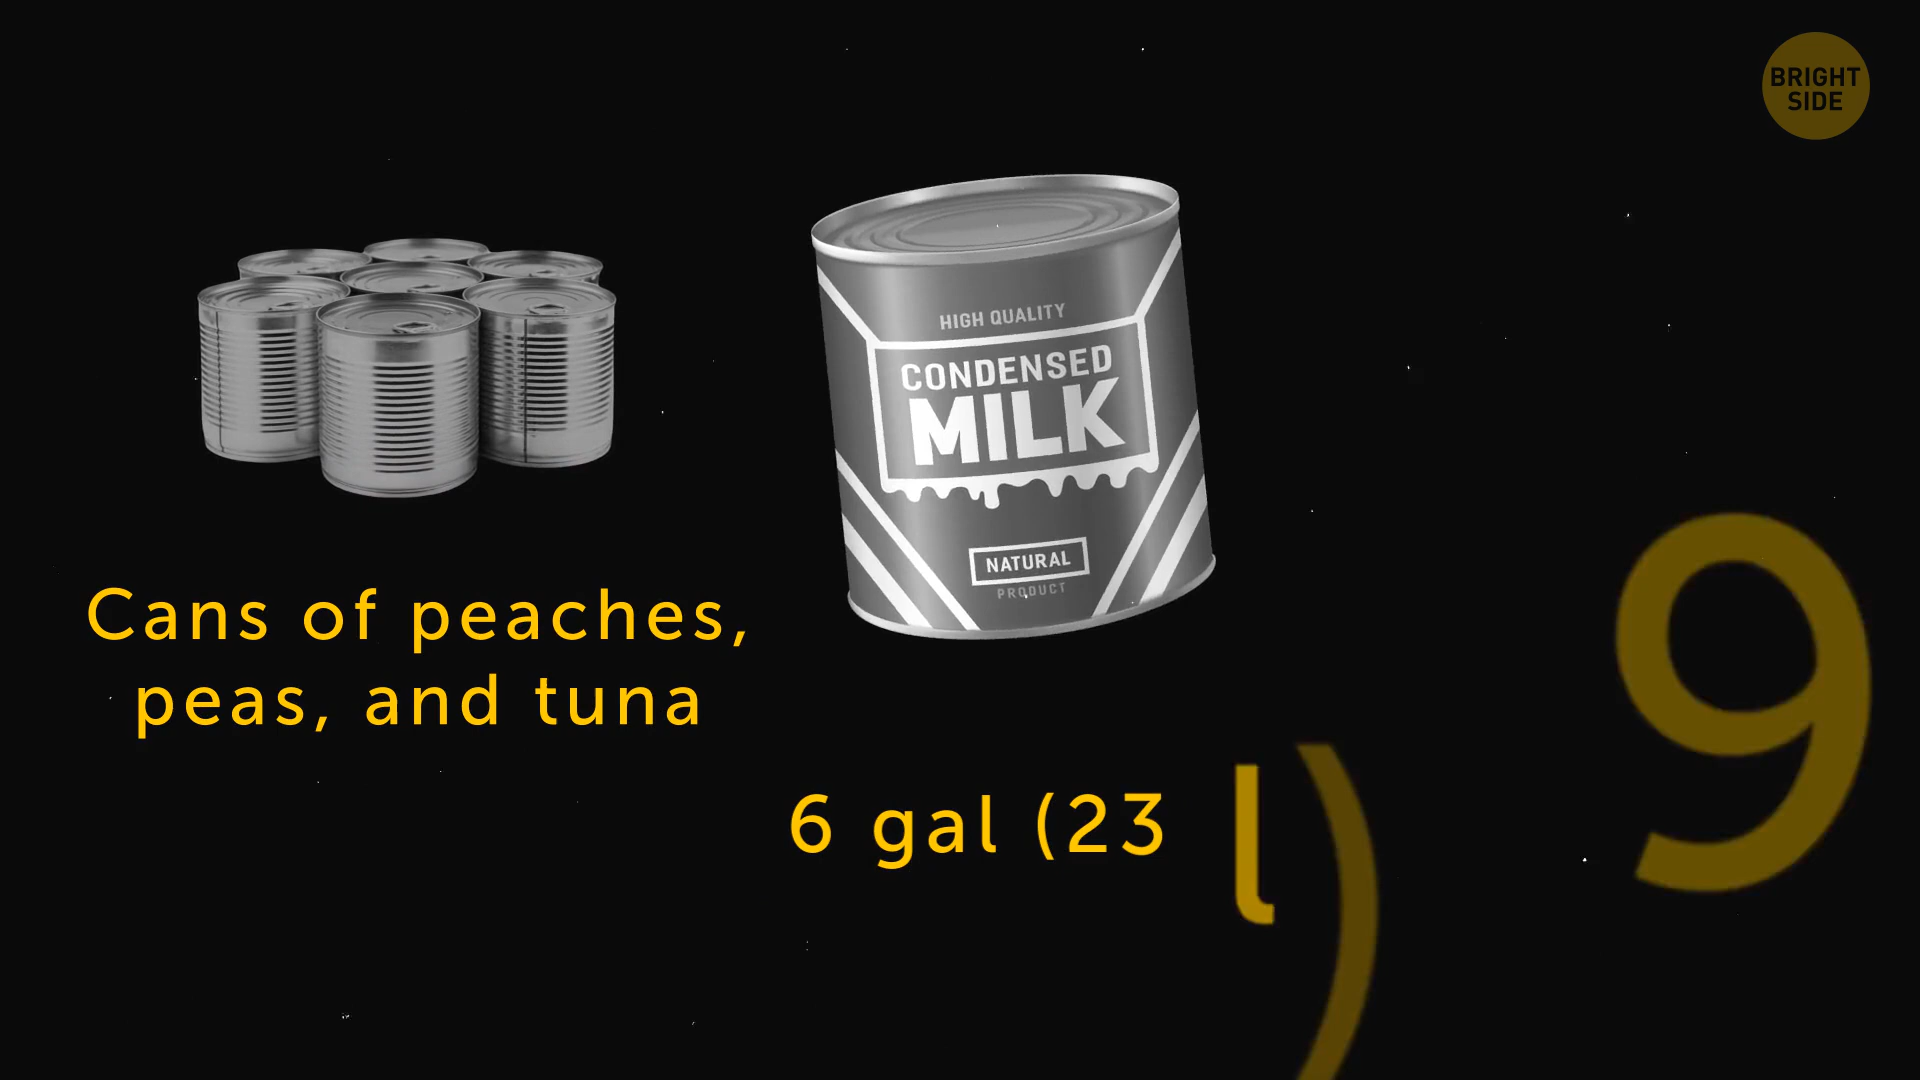 BRIGHT
SIDE
HIGH QUALITY
CONDENSED
MILK
NATURAL
PRODUCT
Cans of peaches,
peas, and tuna
6 gal (23 l)
9